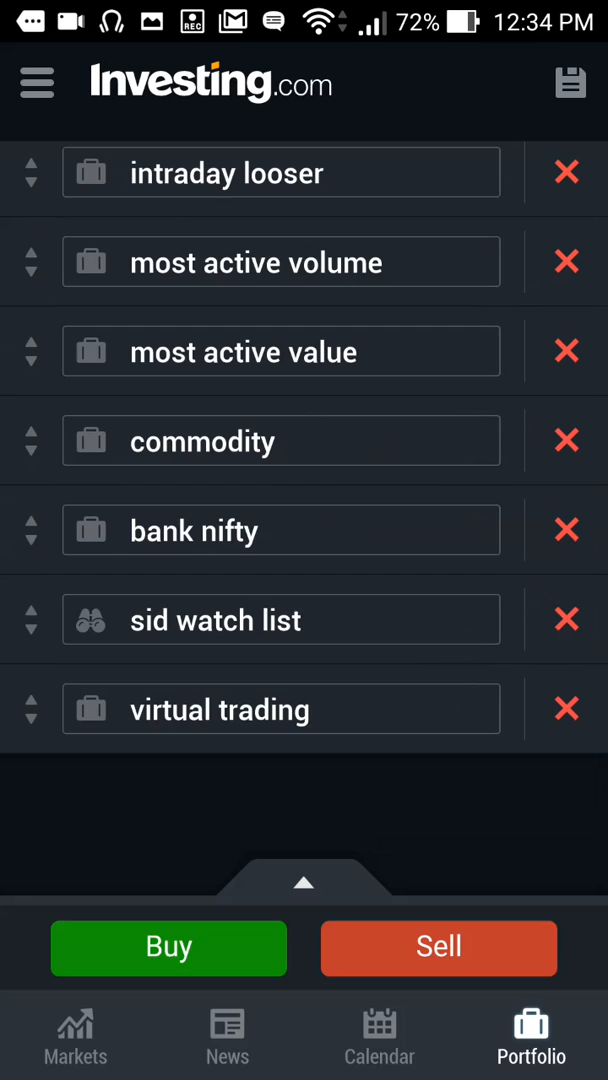 REC 72% 12:34 PM
Investing.com
intraday looser
most active volume
most active value
commodity
bank nifty
sid watch list
virtual trading
Buy Sell
Markets News Calendar Portfolio